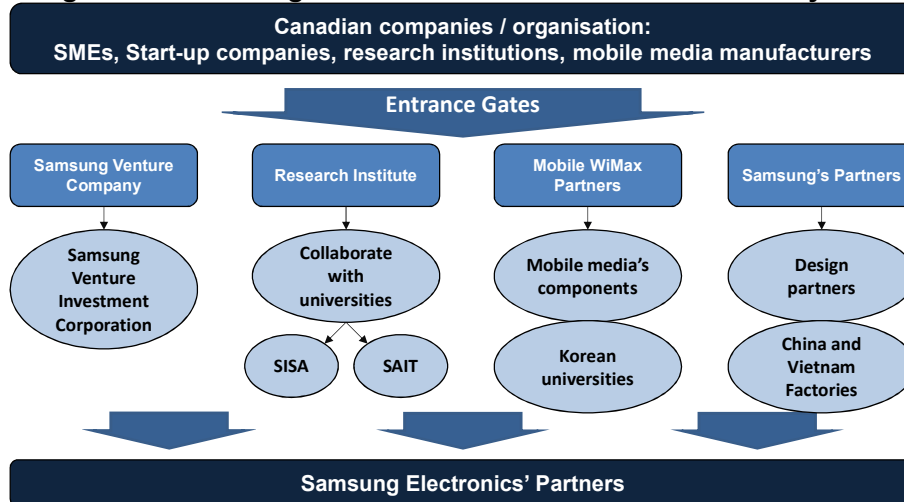 Canadian companies / organisation:
SMEs, Start-up companies, research institutions, mobile media manufacturers
Entrance Gates
Samsung Venture
Company
Research Institute
Mobile WiMax
Partners
Samsung's Partners
Samsung
Venture
Investment
Corporation
Collaborate
with
universities
SISA
SAIT
Mobile media's
components
Korean
universities
Design
partners
China and
Vietnam
Factories
Samsung Electronics' Partners